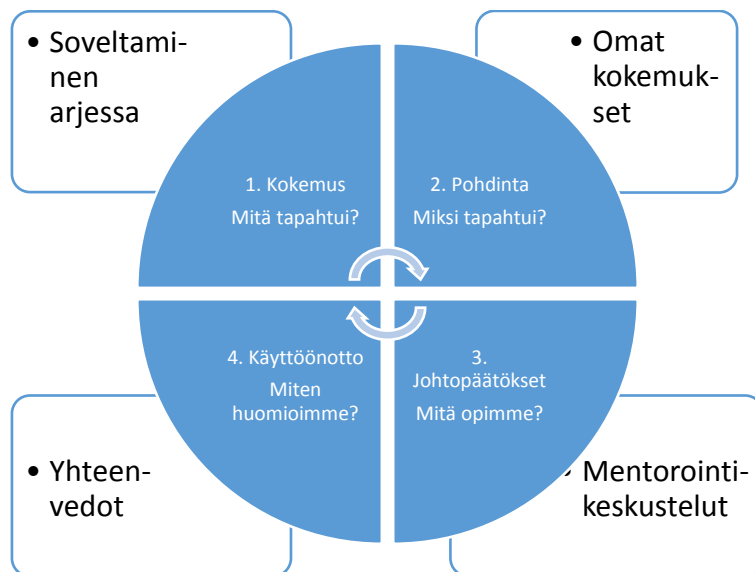 • Soveltami-
nen
arjessa
• Omat
kokemuk-
set
1. Kokemus
Mitä tapahtui?
2. Pohdinta
Miksi tapahtui?
4. Käyttöönotto
Miten
huomioimme?
3.
Johtopäätökset
Mitä opimme?
• Yhteen-
vedot
• Mentorointi-
keskustelut